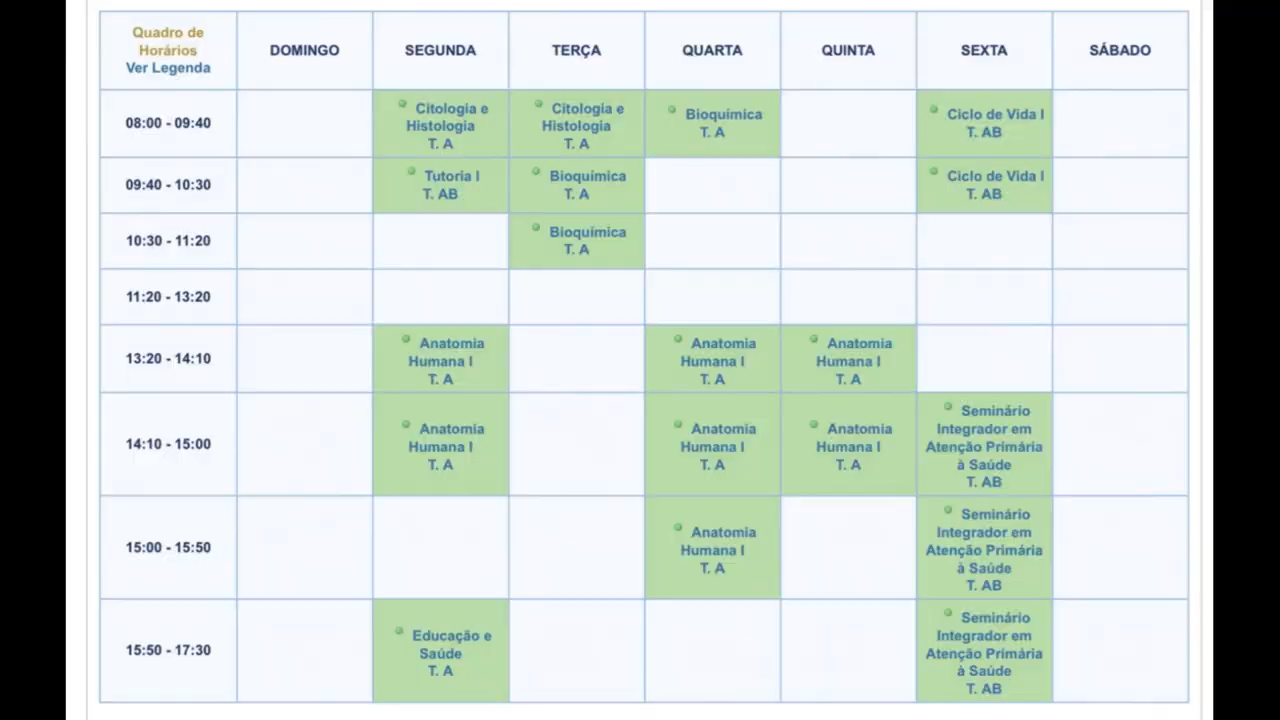 Quadro de
Horários
Ver Legenda
DOMINGO
SEGUNDA
TERÇA
QUARTA
QUINTA
SEXTA
SÁBADO
08:00 - 09:40
Citologia e
Histologia
T. A
Citologia e
Histologia
T. A
Bioquímica
T. A
Ciclo de Vida I
T. AB
09:40 - 10:30
Tutoria I
T. AB
Bioquímica
T. A
Ciclo de Vida I
T. AB
10:30 - 11:20
Bioquímica
T. A
11:20 - 13:20
13:20 - 14:10
Anatomia
Humana I
T. A
Anatomia
Humana I
T. A
Anatomia
Humana I
T. A
14:10 - 15:00
Anatomia
Humana I
T. A
Anatomia
Humana I
T. A
Anatomia
Humana I
T. A
Seminário
Integrador em
Atenção Primária
à Saúde
T. AB
15:00 - 15:50
Anatomia
Humana I
T. A
Seminário
Integrador em
Atenção Primária
à Saúde
T. AB
15:50 - 17:30
Educação e
Saúde
T. A
Seminário
Integrador em
Atenção Primária
à Saúde
T. AB